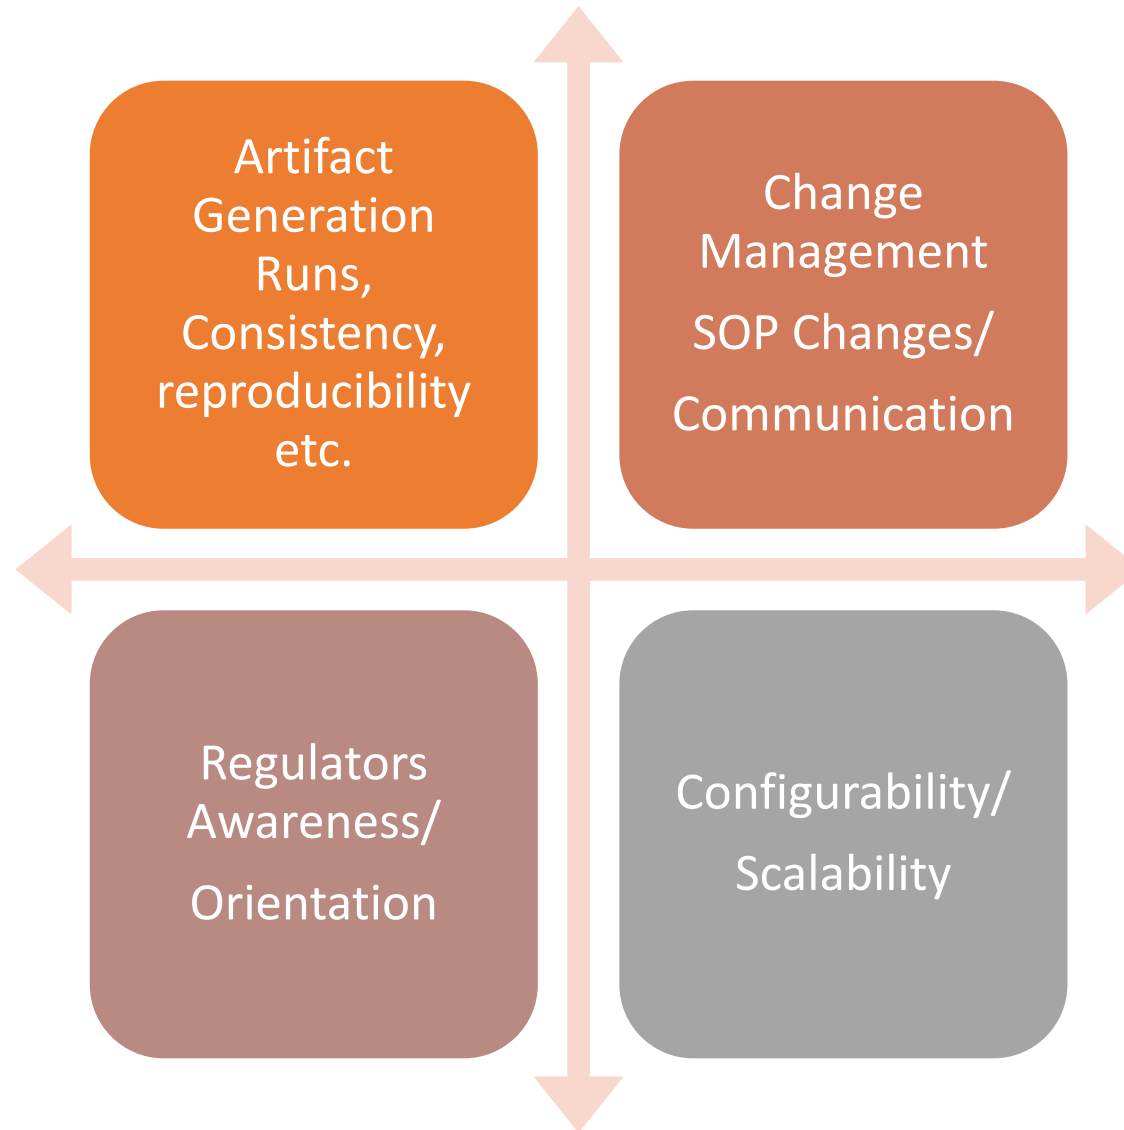 Artifact
Generation
Runs,
Consistency,
reproducibility
etc.
Change
Management
SOP Changes/
Communication
Regulators
Awareness/
Orientation
Configurability/
Scalability